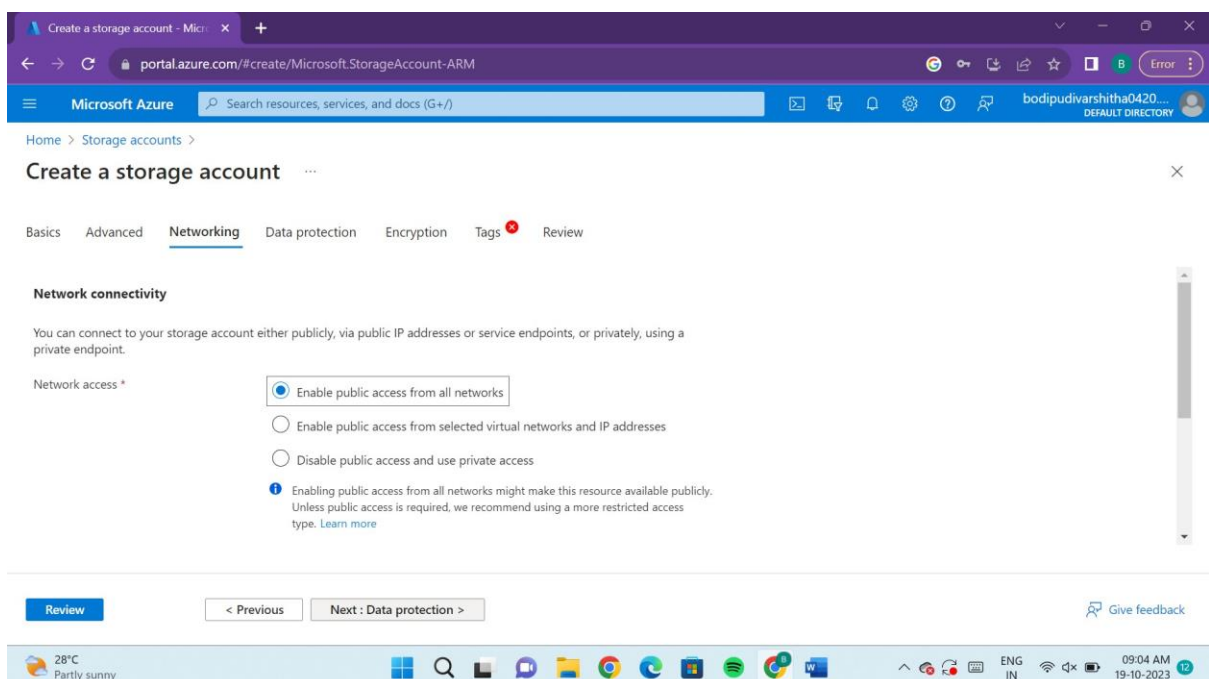 Create a storage account - Micr
portal.azure.com/#create/Microsoft.StorageAccount-ARM
B
Error
Microsoft Azure
Search resources, services, and docs (G+/)
bodipudivarshitha0420....
DEFAULT DIRECTORY
Home > Storage accounts >
Create a storage account ...
Basics Advanced Networking Data protection Encryption Tags Review
Network connectivity
You can connect to your storage account either publicly, via public IP addresses or service endpoints, or privately, using a
private endpoint.
Network access *
Enable public access from all networks
Enable public access from selected virtual networks and IP addresses
Disable public access and use private access
Enabling public access from all networks might make this resource available publicly.
Unless public access is required, we recommend using a more restricted access
type. Learn more
Review
< Previous
Next : Data protection >
Give feedback
28°C
Partly sunny
ENG
IN
09:04 AM
19-10-2023
12